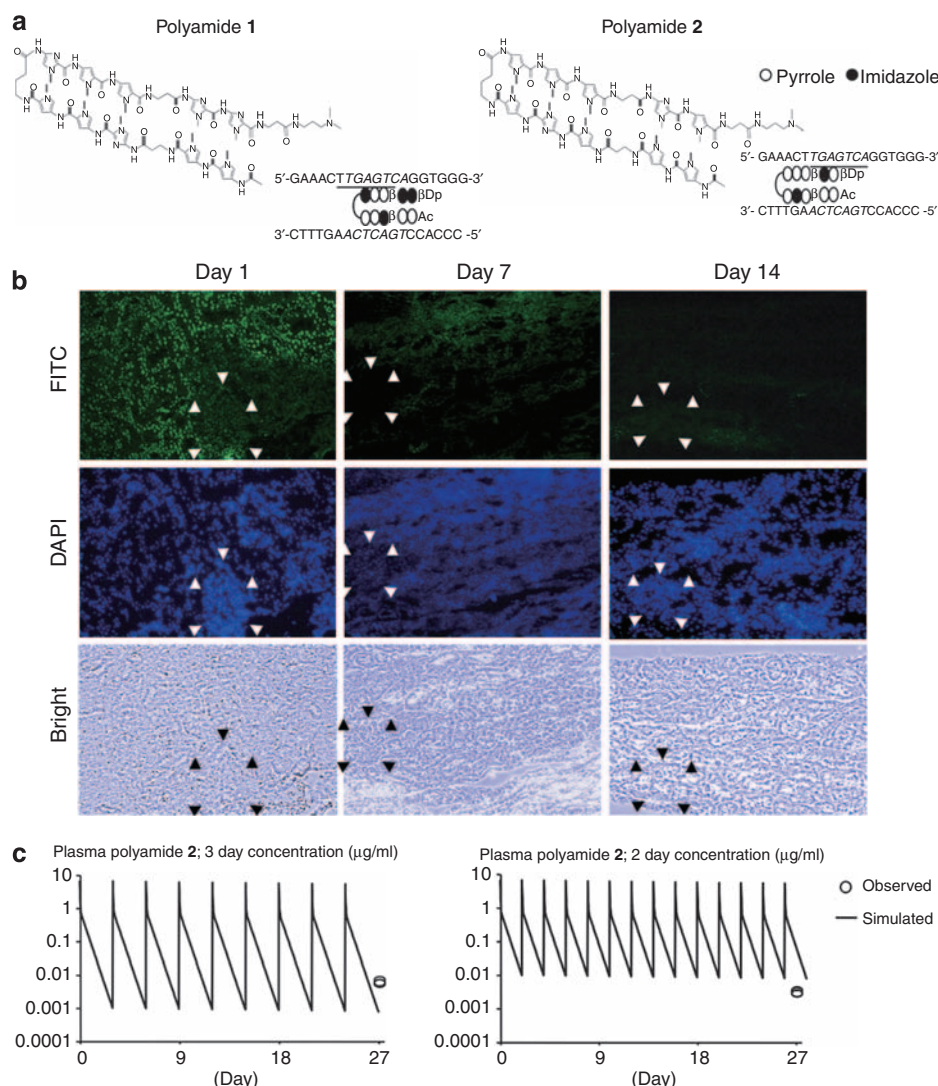 a
Polyamide 1
Polyamide 2
Pyrrole Imidazole
5′-GAAACTTGAGTCAGGTGGG-3′
β βDp
β Ac
3′-CTTTGAACTCAGTCCACCC -5′
5′- GAAACTTGAGTCAGGTGGG-3′
β βDp
β Ac
3′- CTTTGAACTCAGTCCACCC -5′
b
Day 1 Day 7 Day 14
FITC
DAPI
Bright
c
Plasma polyamide 2; 3 day concentration (μg/ml)
10
1
0.1
0.01
0.001
0.0001
0 9 18 27
(Day)
Plasma polyamide 2; 2 day concentration (μg/ml)
10
1
0.1
0.01
0.001
0.0001
0 9 18 27
(Day)
Observed
Simulated